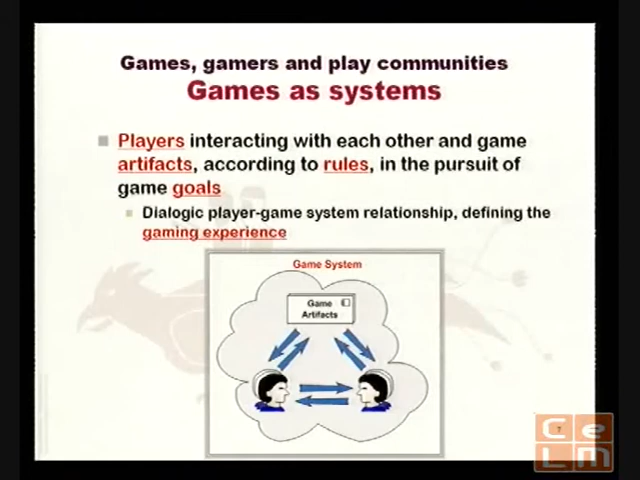 Games, gamers and play communities
Games as systems
Players interacting with each other and game
artifacts, according to rules, in the pursuit of
game goals
Dialogic player-game system relationship, defining the
gaming experience
Game System
Game
Artifacts
7
C e
L m